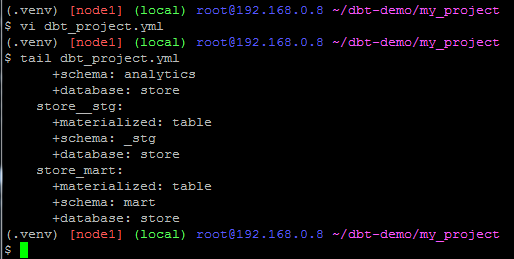 (.venv) [node1] (local) root@192.168.0.8 ~/dbt-demo/my_project
$ vi dbt_project.yml
(.venv) [node1] (local) root@192.168.0.8 ~/dbt-demo/my_project
$ tail dbt_project.yml
      +schema: analytics
      +database: store
    store__stg:
      +materialized: table
      +schema: _stg
      +database: store
    store_mart:
      +materialized: table
      +schema: mart
      +database: store
(.venv) [node1] (local) root@192.168.0.8 ~/dbt-demo/my_project
$